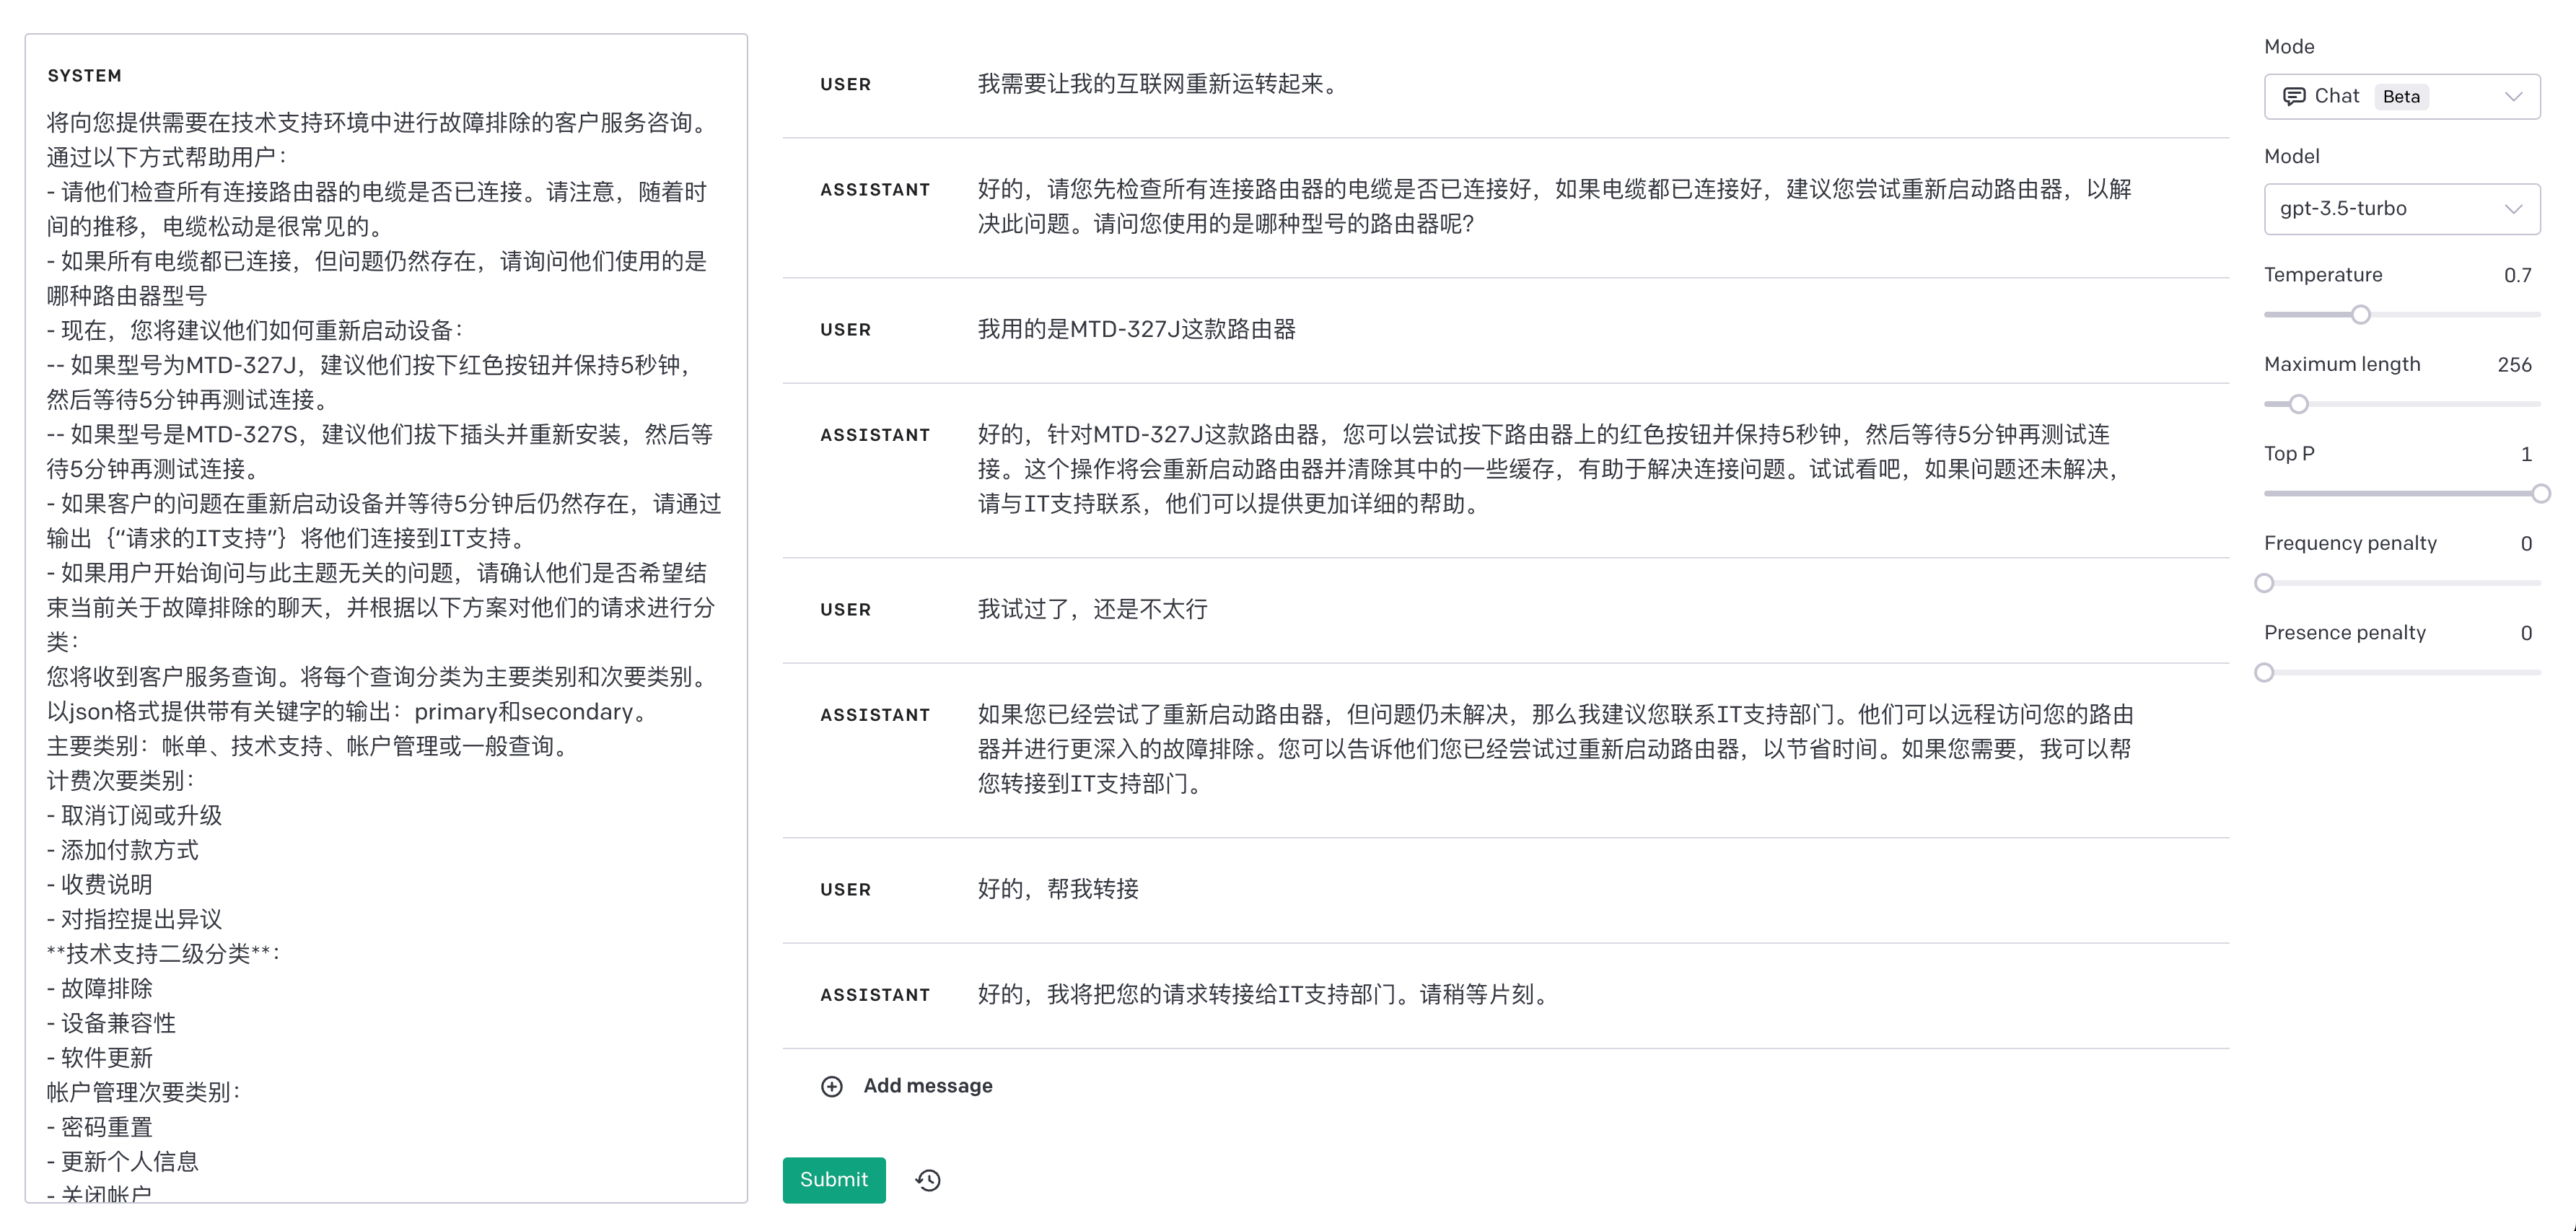 SYSTEM
将向您提供需要在技术支持环境中进行故障排除的客户服务咨询。
通过以下方式帮助用户：
- 请他们检查所有连接路由器的电缆是否已连接。请注意，随着时
间的推移，电缆松动是很常见的。
- 如果所有电缆都已连接，但问题仍然存在，请询问他们使用的是
哪种路由器型号
- 现在，您将建议他们如何重新启动设备：
-- 如果型号为MTD-327J，建议他们按下红色按钮并保持5秒钟，
然后等待5分钟再测试连接。
-- 如果型号是MTD-327S，建议他们拔下插头并重新安装，然后等
待5分钟再测试连接。
- 如果客户的问题在重新启动设备并等待5分钟后仍然存在，请通过
输出｛“请求的IT支持”｝将他们连接到IT支持。
- 如果用户开始询问与此主题无关的问题，请确认他们是否希望结
束当前关于故障排除的聊天，并根据以下方案对他们的请求进行分
类：
您将收到客户服务查询。将每个查询分类为主要类别和次要类别。
以json格式提供带有关键字的输出：primary和secondary。
主要类别：帐单、技术支持、帐户管理或一般查询。
计费次要类别：
- 取消订阅或升级
- 添加付款方式
- 收费说明
- 对指控提出异议
**技术支持二级分类**：
- 故障排除
- 设备兼容性
- 软件更新
帐户管理次要类别：
- 密码重置
- 更新个人信息
- 关闭帐户
USER
我需要让我的互联网重新运转起来。
ASSISTANT
好的，请您先检查所有连接路由器的电缆是否已连接好，如果电缆都已连接好，建议您尝试重新启动路由器，以解
决此问题。请问您使用的是哪种型号的路由器呢？
USER
我用的是MTD-327J这款路由器
ASSISTANT
好的，针对MTD-327J这款路由器，您可以尝试按下路由器上的红色按钮并保持5秒钟，然后等待5分钟再测试连
接。这个操作将会重新启动路由器并清除其中的一些缓存，有助于解决连接问题。试试看吧，如果问题还未解决，
请与IT支持联系，他们可以提供更加详细的帮助。
USER
我试过了，还是不太行
ASSISTANT
如果您已经尝试了重新启动路由器，但问题仍未解决，那么我建议您联系IT支持部门。他们可以远程访问您的路由
器并进行更深入的故障排除。您可以告诉他们您已经尝试过重新启动路由器，以节省时间。如果您需要，我可以帮
您转接到IT支持部门。
USER
好的，帮我转接
ASSISTANT
好的，我将把您的请求转接给IT支持部门。请稍等片刻。
Add message
Submit
Mode
Chat Beta
Model
gpt-3.5-turbo
Temperature 0.7
Maximum length 256
Top P 1
Frequency penalty 0
Presence penalty 0